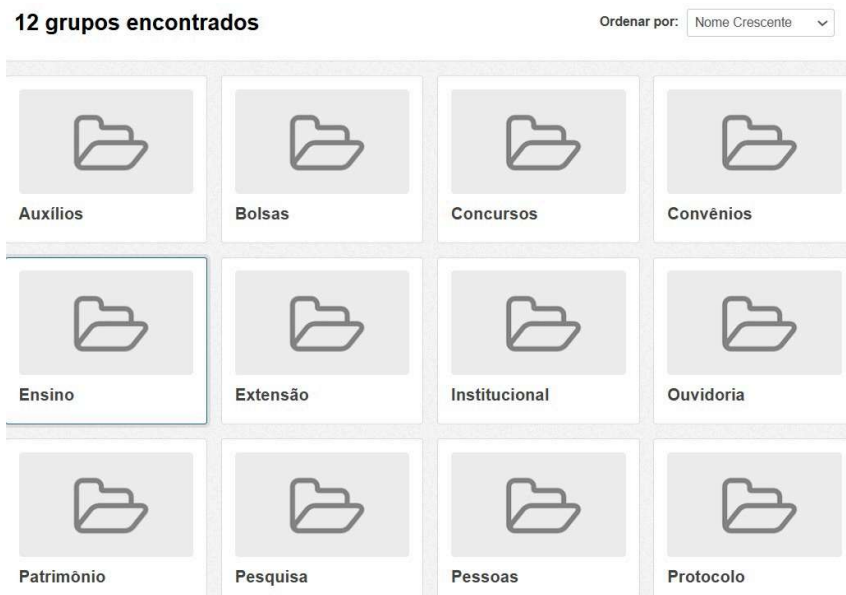 12 grupos encontrados
Ordenar por: Nome Crescente
Auxílios
Bolsas
Concursos
Convênios
Ensino
Extensão
Institucional
Ouvidoria
Patrimônio
Pesquisa
Pessoas
Protocolo